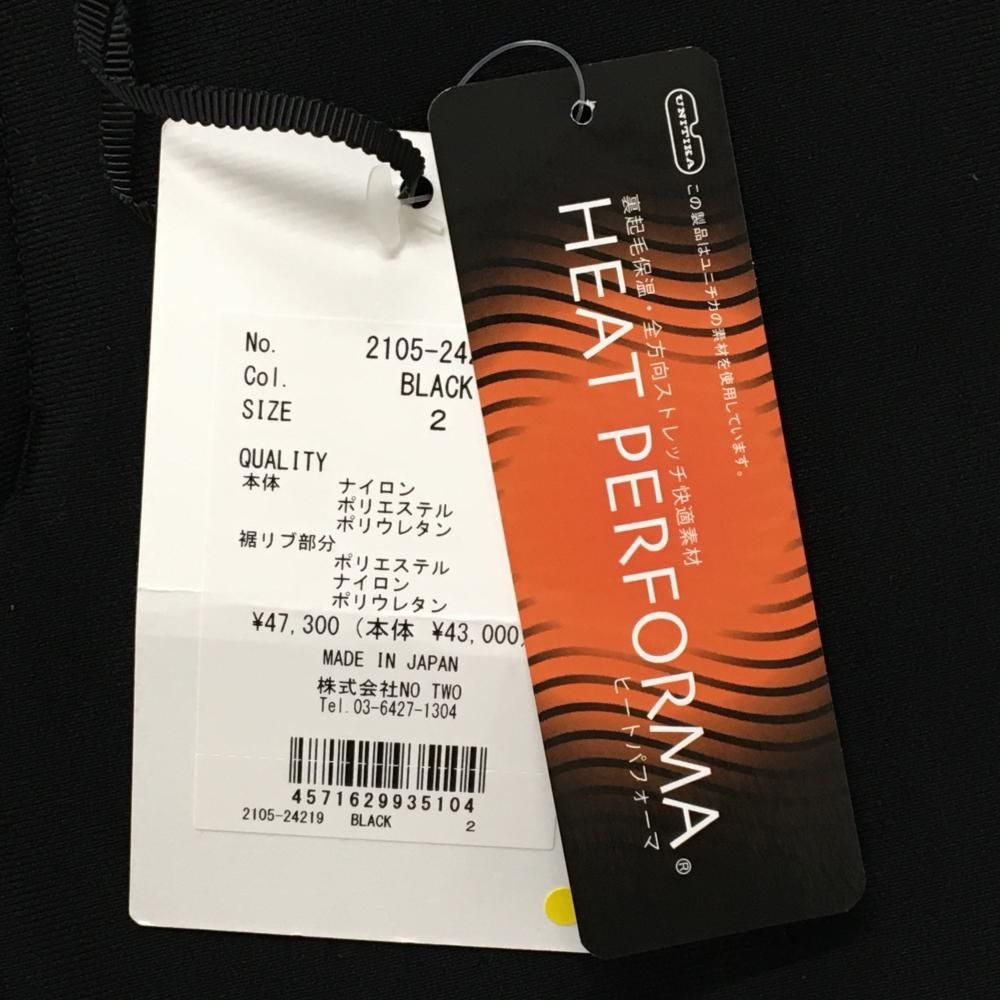 No. 2105-24
Col. BLACK
SIZE 2
QUALITY
本体 ナイロン
ポリエステル
ポリウレタン
裾リブ部分
ポリエステル
ナイロン
ポリウレタン
¥47,300 (本体 ¥43,000)
MADE IN JAPAN
株式会社NO TWO
Tel.03-6427-1304
4571629935104
2105-24219 BLACK 2
UNITIKA この製品はユニチカの素材を使用しています。
裏起毛保温・全方向ストレッチ快適素材
HEAT PERFORMA®
ヒートパフォーマ